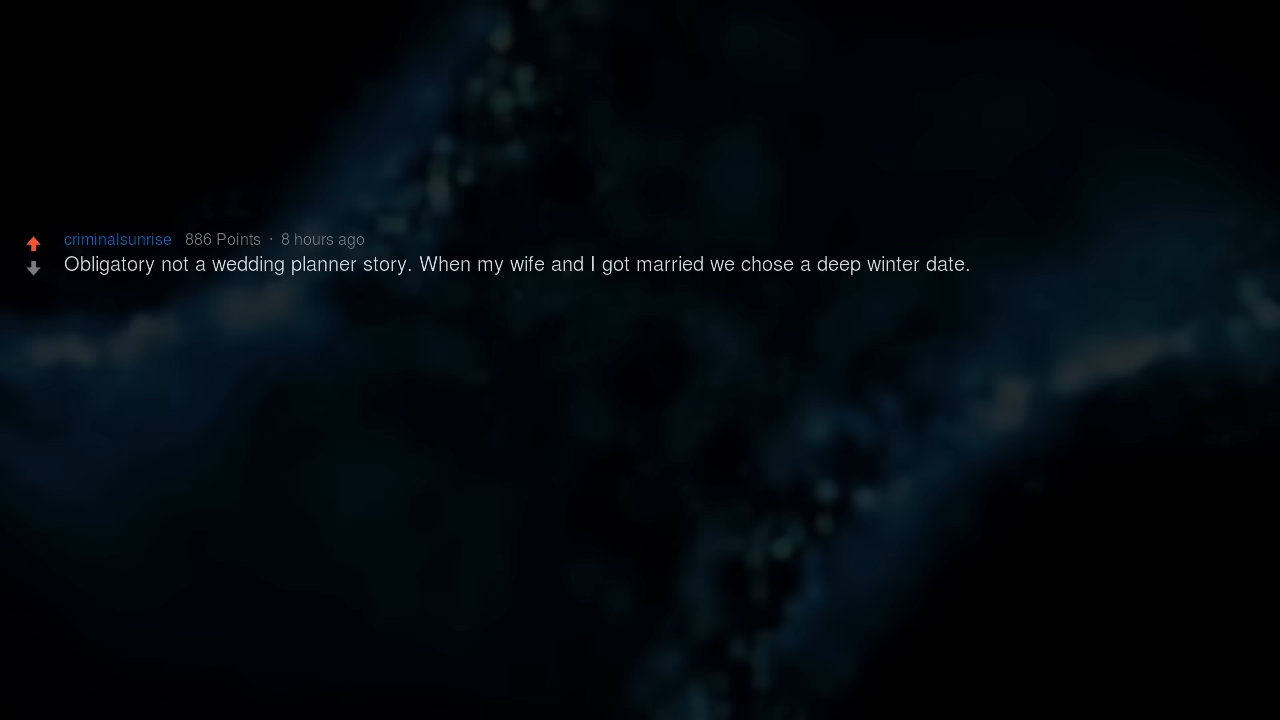 criminalsunrise 886 Points · 8 hours ago
Obligatory not a wedding planner story. When my wife and I got married we chose a deep winter date.